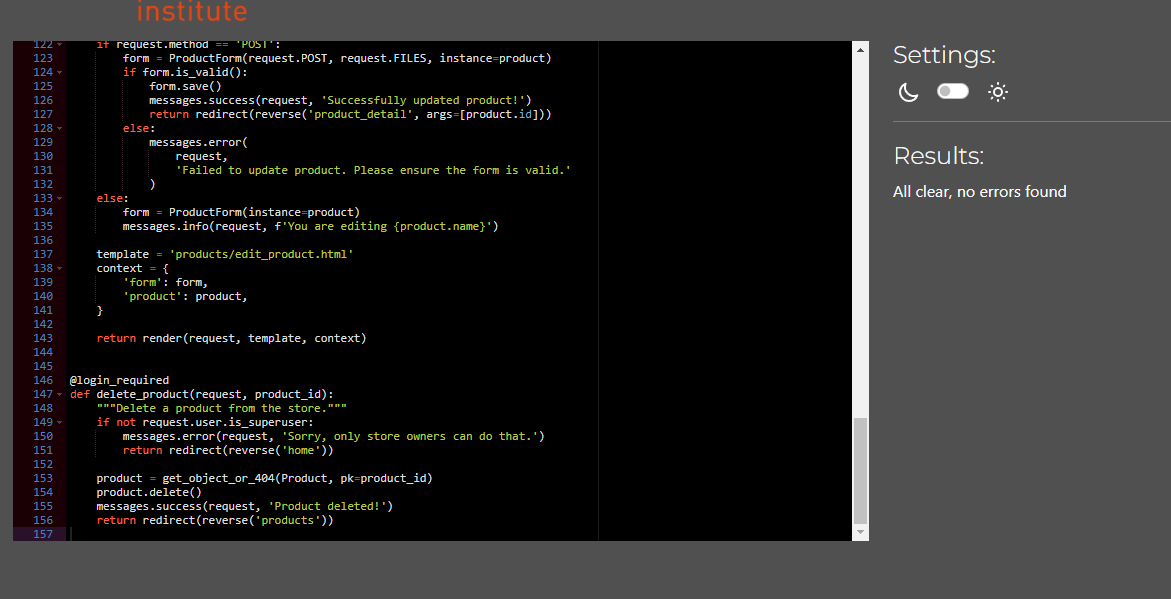 institute
122 if request.method == 'POST':
123 form = ProductForm(request.POST, request.FILES, instance=product)
124 if form.is_valid():
125 form.save()
126 messages.success(request, 'Successfully updated product!')
127 return redirect(reverse('product_detail', args=[product.id]))
128 else:
129 messages.error(
130 request,
131 'Failed to update product. Please ensure the form is valid.'
132 )
133 else:
134 form = ProductForm(instance=product)
135 messages.info(request, f'You are editing {product.name}')
136
137 template = 'products/edit_product.html'
138 context = {
139 'form': form,
140 'product': product,
141 }
142
143 return render(request, template, context)
144
145
146 @login_required
147 def delete_product(request, product_id):
148 """Delete a product from the store."""
149 if not request.user.is_superuser:
150 messages.error(request, 'Sorry, only store owners can do that.')
151 return redirect(reverse('home'))
152
153 product = get_object_or_404(Product, pk=product_id)
154 product.delete()
155 messages.success(request, 'Product deleted!')
156 return redirect(reverse('products'))
157
Settings:
Results:
All clear, no errors found